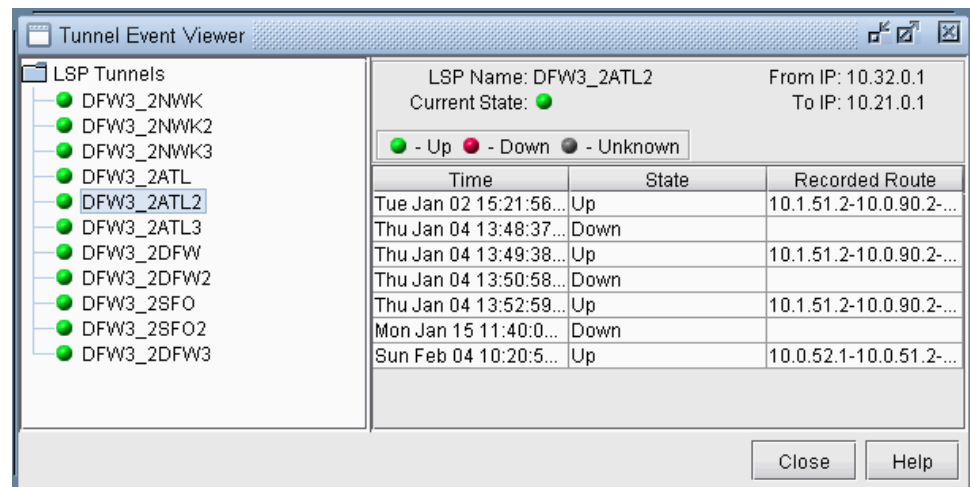 Tunnel Event Viewer
LSP Tunnels
DFW3_2NWK
DFW3_2NWK2
DFW3_2NWK3
DFW3_2ATL
DFW3_2ATL2
DFW3_2ATL3
DFW3_2DFW
DFW3_2DFW2
DFW3_2SFO
DFW3_2SFO2
DFW3_2DFW3
LSP Name: DFW3_2ATL2 From IP: 10.32.0.1
Current State: To IP: 10.21.0.1
- Up - Down - Unknown
Time State Recorded Route
Tue Jan 02 15:21:56... Up 10.1.51.2-10.0.90.2-...
Thu Jan 04 13:48:37... Down
Thu Jan 04 13:49:38... Up 10.1.51.2-10.0.90.2-...
Thu Jan 04 13:50:58... Down
Thu Jan 04 13:52:59... Up 10.1.51.2-10.0.90.2-...
Mon Jan 15 11:40:0... Down
Sun Feb 04 10:20:5... Up 10.0.52.1-10.0.51.2-...
Close Help